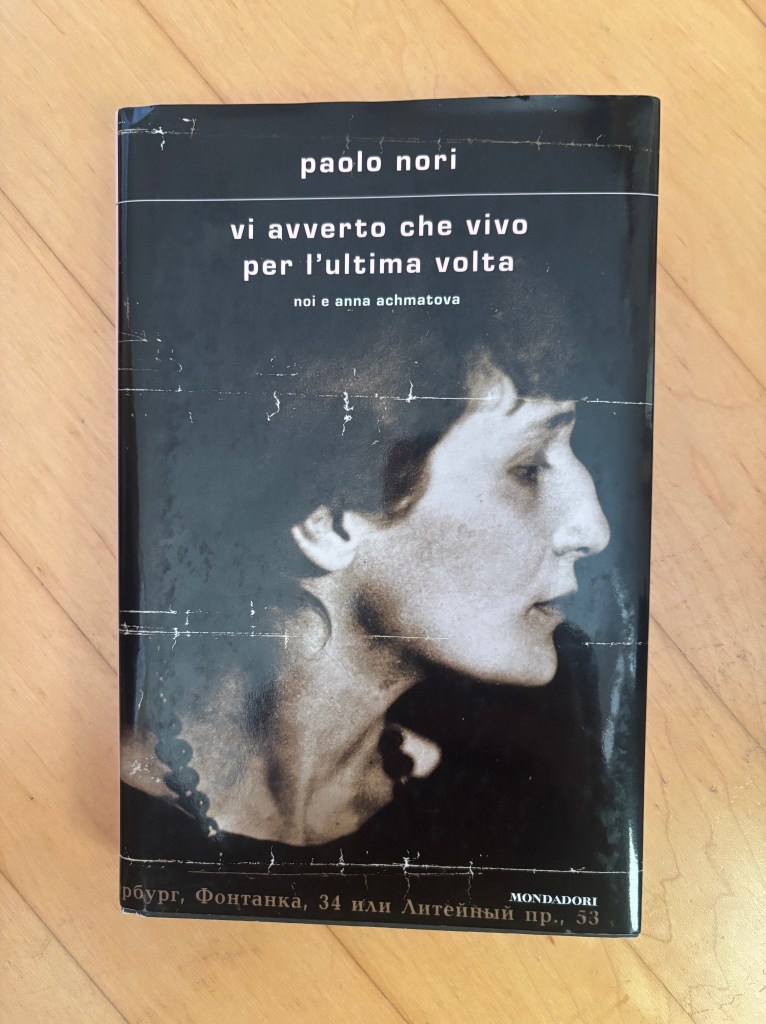 paolo nori
vi avverto che vivo
per l'ultima volta
noi e anna achmatova
MONDADORI
рбург, Фонтанка, 34 или Литейный пр., 53